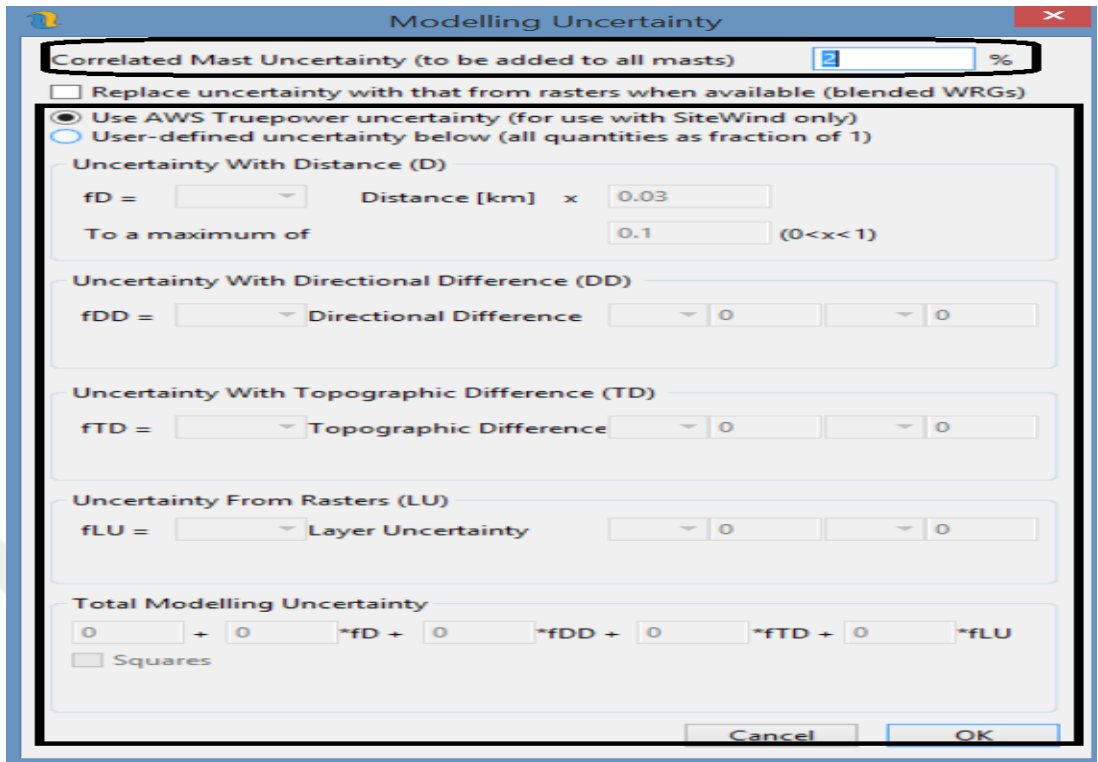 Modelling Uncertainty
Correlated Mast Uncertainty (to be added to all masts) 2 %
Replace uncertainty with that from rasters when available (blended WRGs)
Use AWS Truepower uncertainty (for use with SiteWind only)
User-defined uncertainty below (all quantities as fraction of 1)
Uncertainty With Distance (D)
fD = Distance [km] x 0.03
To a maximum of 0.1 (0<x<1)
Uncertainty With Directional Difference (DD)
fDD = Directional Difference 0 0
Uncertainty With Topographic Difference (TD)
fTD = Topographic Difference 0 0
Uncertainty From Rasters (LU)
fLU = Layer Uncertainty 0 0
Total Modelling Uncertainty
0 + 0 *fD + 0 *fDD + 0 *fTD + 0 *fLU
Squares
Cancel OK